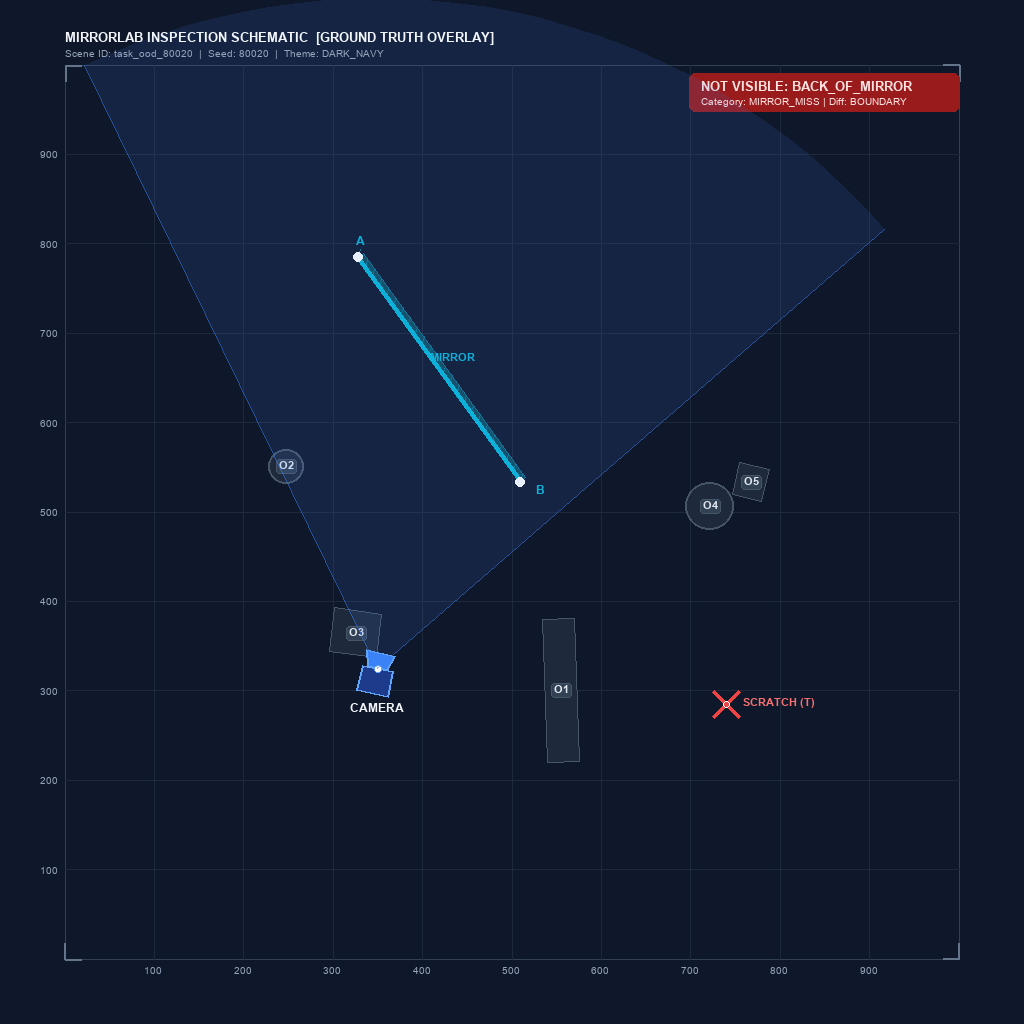 MIRRORLAB INSPECTION SCHEMATIC [GROUND TRUTH OVERLAY]
Scene ID: task_ood_80020 | Seed: 80020 | Theme: DARK_NAVY
NOT VISIBLE: BACK_OF_MIRROR
Category: MIRROR_MISS | Diff: BOUNDARY
900
800
700
600
500
400
300
200
100
A
MIRROR
B
O2
O5
O4
O3
O1
CAMERA
SCRATCH (T)
100 200 300 400 500 600 700 800 900